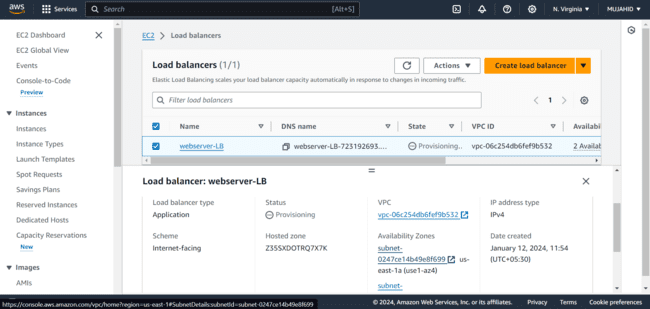 aws
Services
Search
[Alt+S]
N. Virginia
MUJAHID
EC2 Dashboard
EC2 Global View
Events
Console-to-Code
Preview
Instances
Instances
Instance Types
Launch Templates
Spot Requests
Savings Plans
Reserved Instances
Dedicated Hosts
Capacity Reservations
New
Images
AMIs
EC2 > Load balancers
Load balancers (1/1)
Actions
Create load balancer
Elastic Load Balancing scales your load balancer capacity automatically in response to changes in incoming traffic.
Filter load balancers
1
Name DNS name State VPC ID Availabi
webserver-LB webserver-LB-723192693.... Provisioning... vpc-06c254db6fef9b532 2 Availab
Load balancer: webserver-LB
Load balancer type
Application
Status
Provisioning
VPC
vpc-06c254db6fef9b532
IP address type
IPv4
Scheme
Internet-facing
Hosted zone
Z35SXDOTRQ7X7K
Availability Zones
subnet-
0247ce14b49e8f699 us-
east-1a (use1-az4)
subnet-
Date created
January 12, 2024, 11:54
(UTC+05:30)
https://console.aws.amazon.com/vpc/home?region=us-east-1#SubnetDetails:subnetId=subnet-0247ce14b49e8f699
© 2024, Amazon Web Services, Inc. or its affiliates.
Privacy
Terms
Cookie preferences